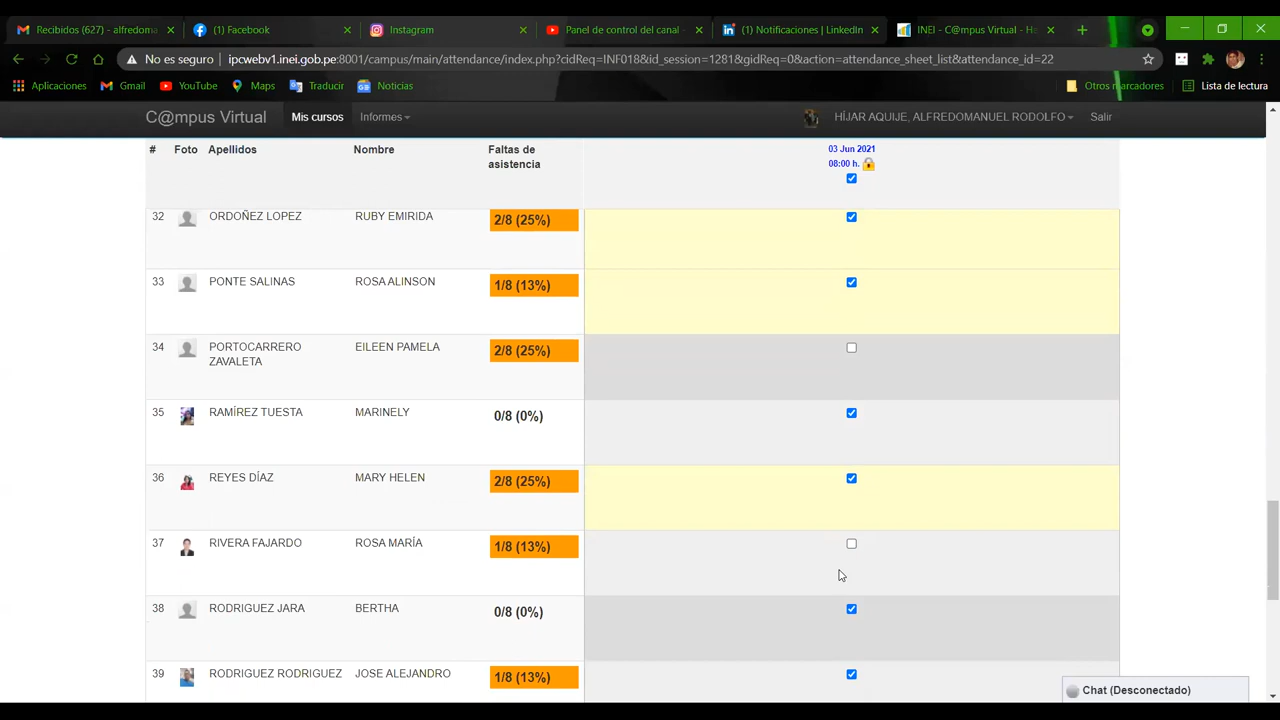 Recibidos (627) - alfredoma
(1) Facebook
Instagram
Panel de control del canal -
(1) Notificaciones | LinkedIn
INEI - C@mpus Virtual - H
No es seguro | ipcwebv1.inei.gob.pe:8001/campus/main/attendance/index.php?cidReq=INF018&id_session=1281&gidReq=0&action=attendance_sheet_list&attendance_id=22
Aplicaciones Gmail YouTube Maps Traducir Noticias Otros marcadores Lista de lectura
C@mpus Virtual Mis cursos Informes HÍJAR AQUIJE, ALFREDOMANUEL RODOLFO Salir
# Foto Apellidos Nombre Faltas de asistencia 03 Jun 2021
08:00 h.
32 ORDOÑEZ LOPEZ RUBY EMIRIDA 2/8 (25%)
33 PONTE SALINAS ROSA ALINSON 1/8 (13%)
34 PORTOCARRERO ZAVALETA EILEEN PAMELA 2/8 (25%)
35 RAMÍREZ TUESTA MARINELY 0/8 (0%)
36 REYES DÍAZ MARY HELEN 2/8 (25%)
37 RIVERA FAJARDO ROSA MARÍA 1/8 (13%)
38 RODRIGUEZ JARA BERTHA 0/8 (0%)
39 RODRIGUEZ RODRIGUEZ JOSE ALEJANDRO 1/8 (13%)
Chat (Desconectado)